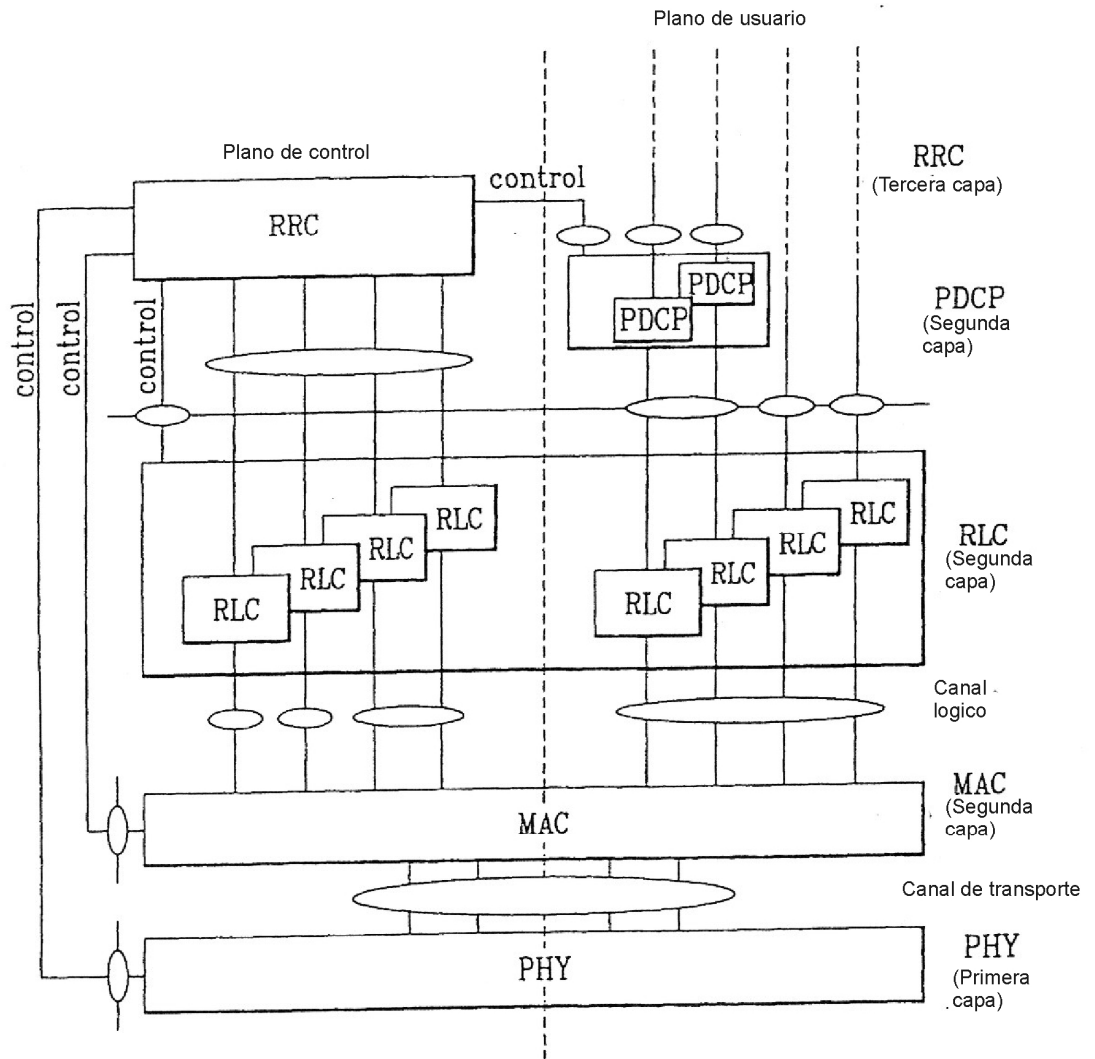 Plano de usuario
Plano de control
RRC
(Tercera capa)
control
RRC
PDCP
PDCP
PDCP
(Segunda
capa)
control
control
control
RLC
RLC
RLC
RLC
RLC
RLC
RLC
RLC
RLC
(Segunda
capa)
Canal
logico
MAC
(Segunda
capa)
MAC
Canal de transporte
PHY
(Primera
capa)
PHY